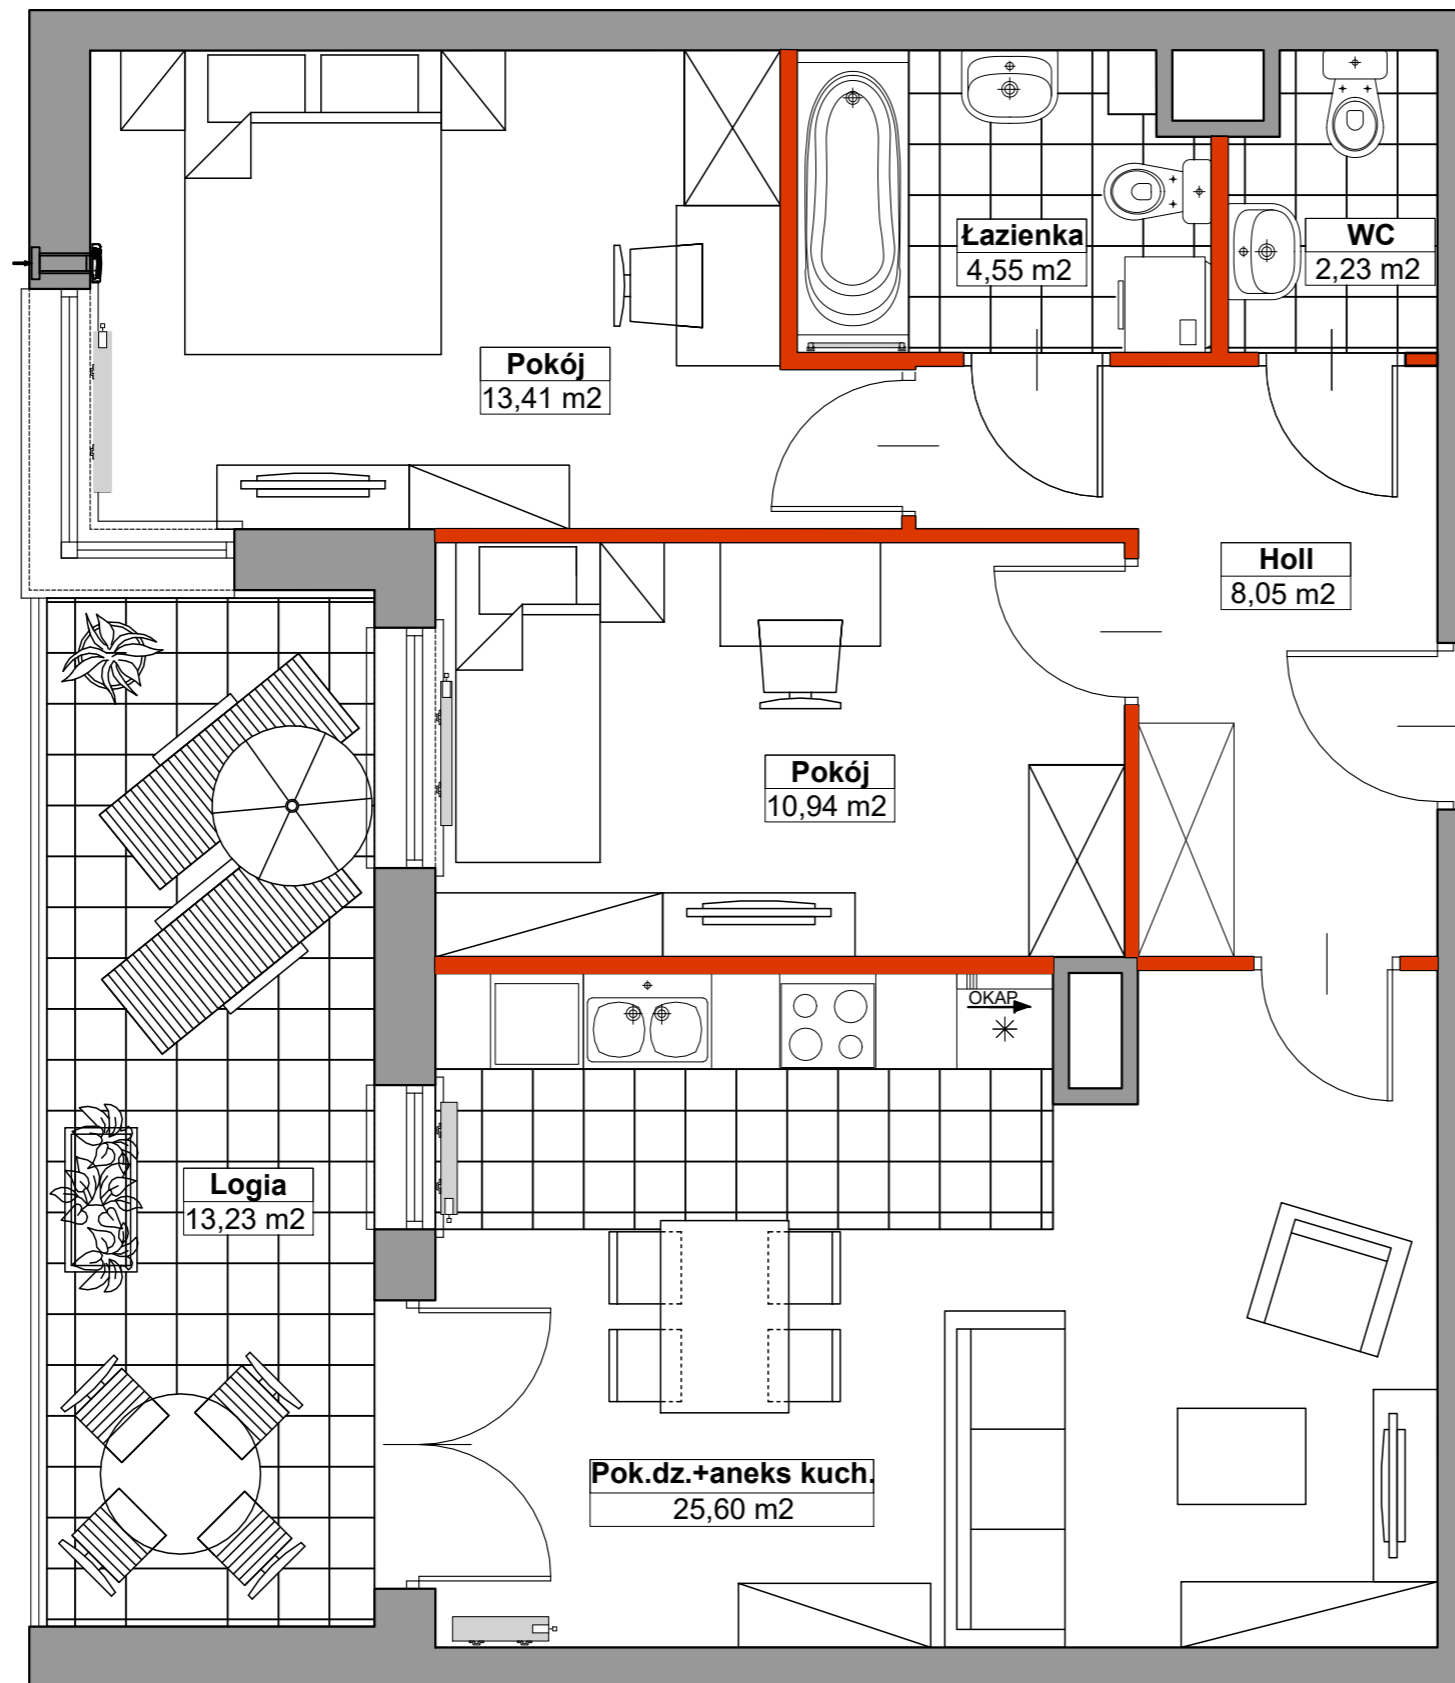 Łazienka
4,55 m2
WC
2,23 m2
Pokój
13,41 m2
Holl
8,05 m2
Pokój
10,94 m2
OKAP
Logia
13,23 m2
Pok.dz.+aneks kuch.
25,60 m2